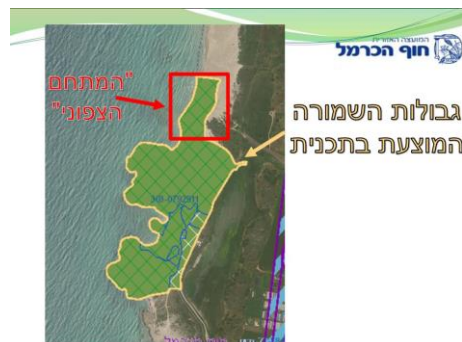 המועצה האזורית
חוף הכרמל
"המתחם
הצפוני"
גבולות השמורה
המוצעת בתכנית